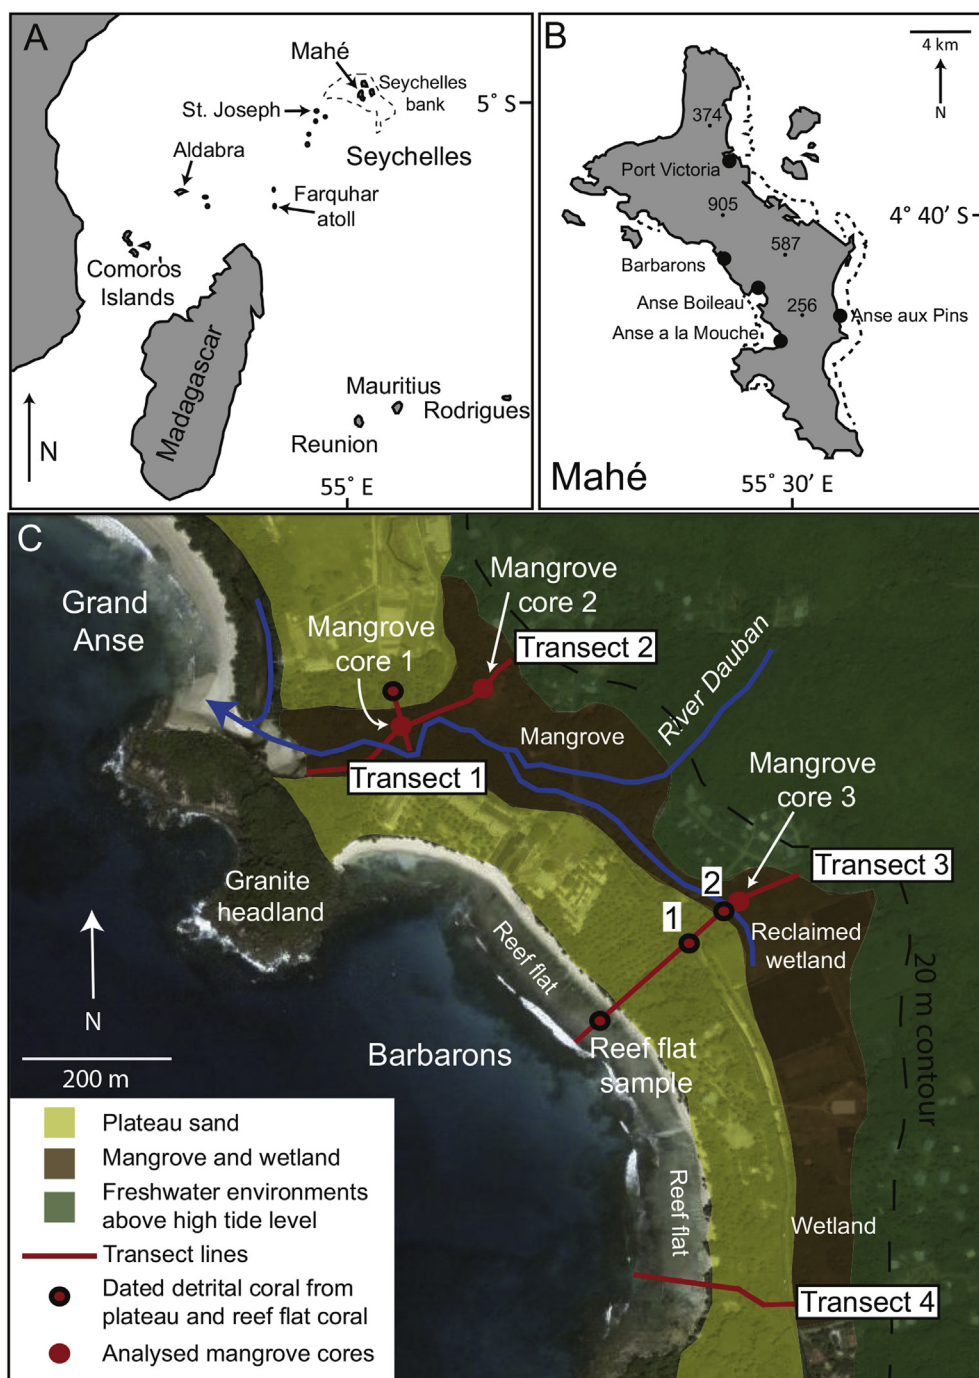 A
Mahé
Seychelles
bank
St. Joseph
5° S
Aldabra
Seychelles
Farquhar
atoll
Comoros
Islands
Madagascar
Mauritius
Rodrigues
Reunion
N
55° E
B
4 km
N
374
Port Victoria
905
4° 40' S
587
Barbarons
Anse Boileau
256
Anse aux Pins
Anse a la Mouche
Mahé
55° 30' E
C
Grand
Anse
Mangrove
core 2
Mangrove
core 1
Transect 2
River Dauban
Mangrove
Transect 1
Mangrove
core 3
Transect 3
Granite
headland
2
1
Reclaimed
wetland
Reef flat
20 m contour
N
Barbarons
Reef flat
sample
200 m
Plateau sand
Mangrove and wetland
Freshwater environments
above high tide level
Reef flat
Wetland
Transect lines
Transect 4
Dated detrital coral from
plateau and reef flat coral
Analysed mangrove cores